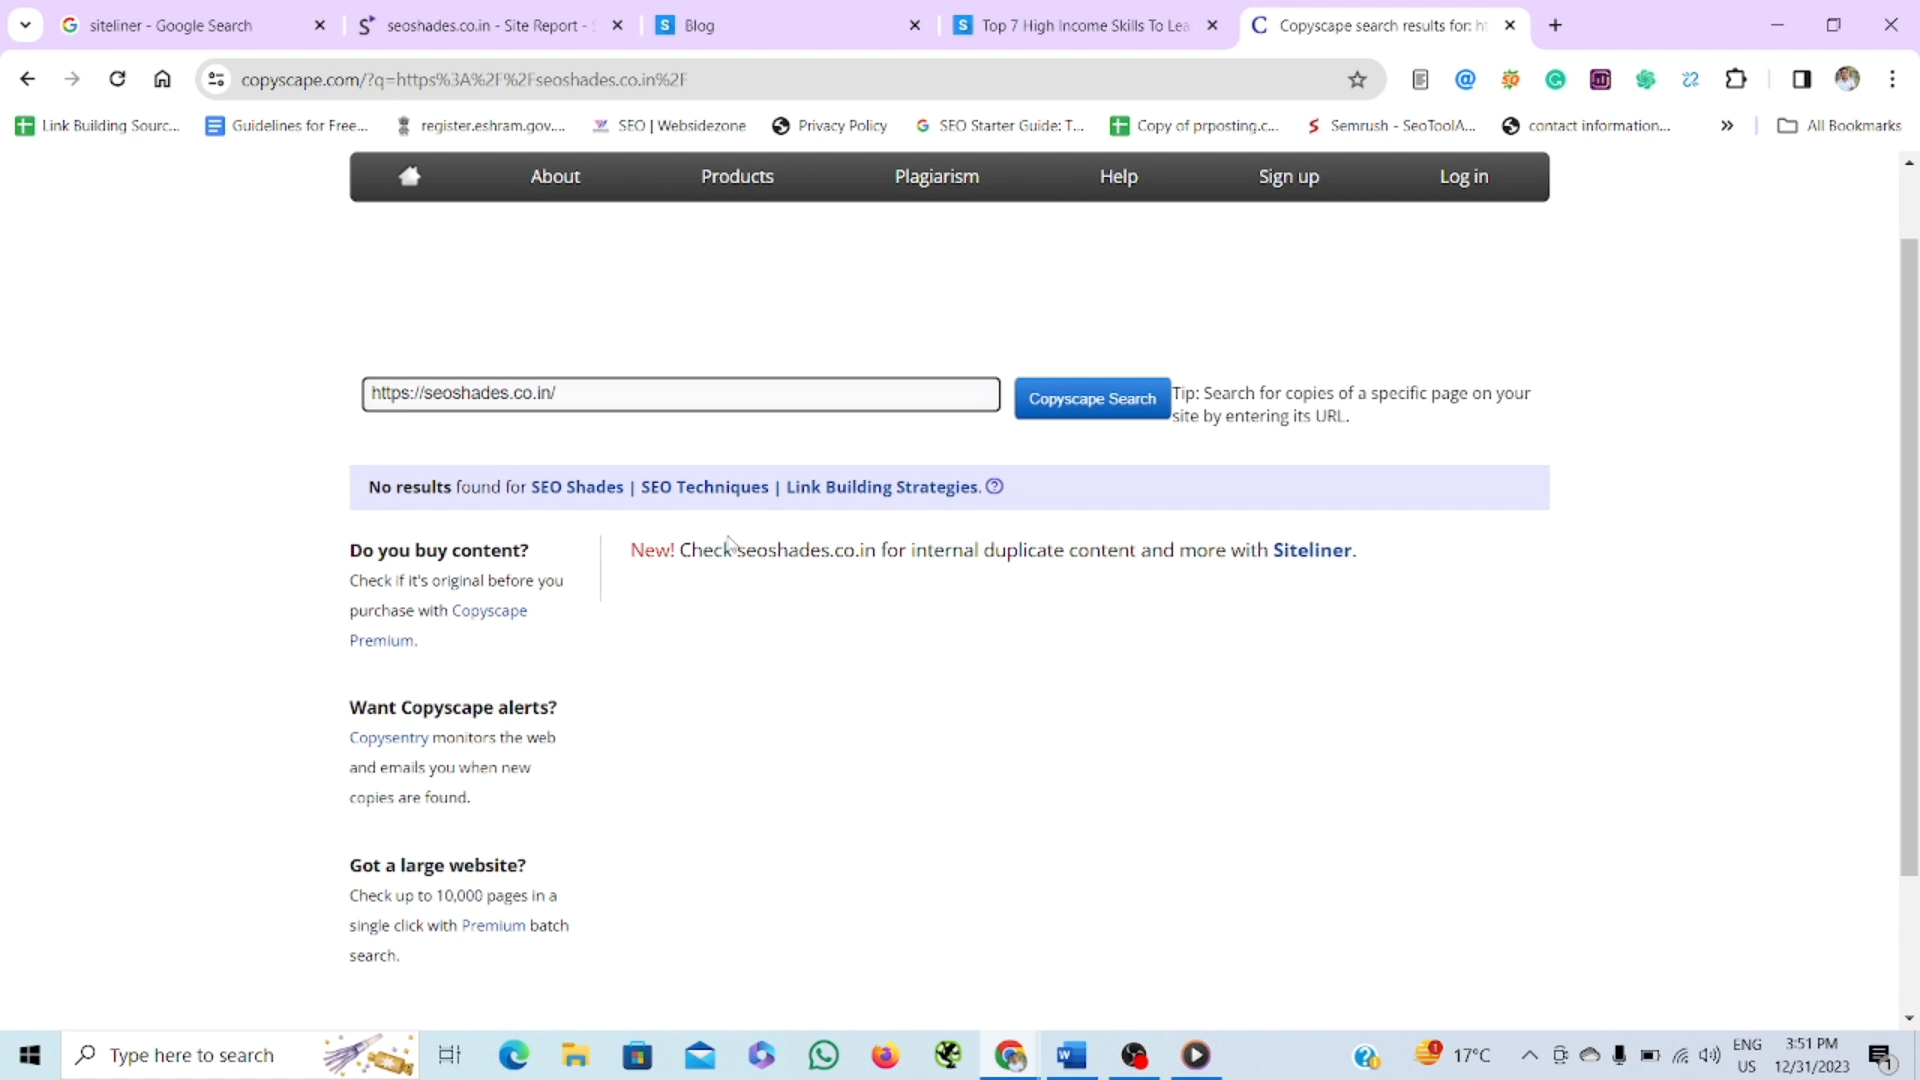 siteliner - Google Search
seoshades.co.in - Site Report - S
Blog
Top 7 High Income Skills To Lea
Copyscape search results for: ht
copyscape.com/?q=https%3A%2F%2Fseoshades.co.in%2F
Link Building Sourc...
Guidelines for Free...
register.eshram.gov....
SEO | Websidezone
Privacy Policy
SEO Starter Guide: T...
Copy of prposting.c...
Semrush - SeoToolA...
contact information...
All Bookmarks
About
Products
Plagiarism
Help
Sign up
Log in
https://seoshades.co.in/
Copyscape Search
Tip: Search for copies of a specific page on your
site by entering its URL.
No results found for SEO Shades | SEO Techniques | Link Building Strategies.
New! Check seoshades.co.in for internal duplicate content and more with Siteliner.
Do you buy content?
Check if it's original before you
purchase with Copyscape
Premium.
Want Copyscape alerts?
Copysentry monitors the web
and emails you when new
copies are found.
Got a large website?
Check up to 10,000 pages in a
single click with Premium batch
search.
Type here to search
17°C
ENG
US
3:51 PM
12/31/2023